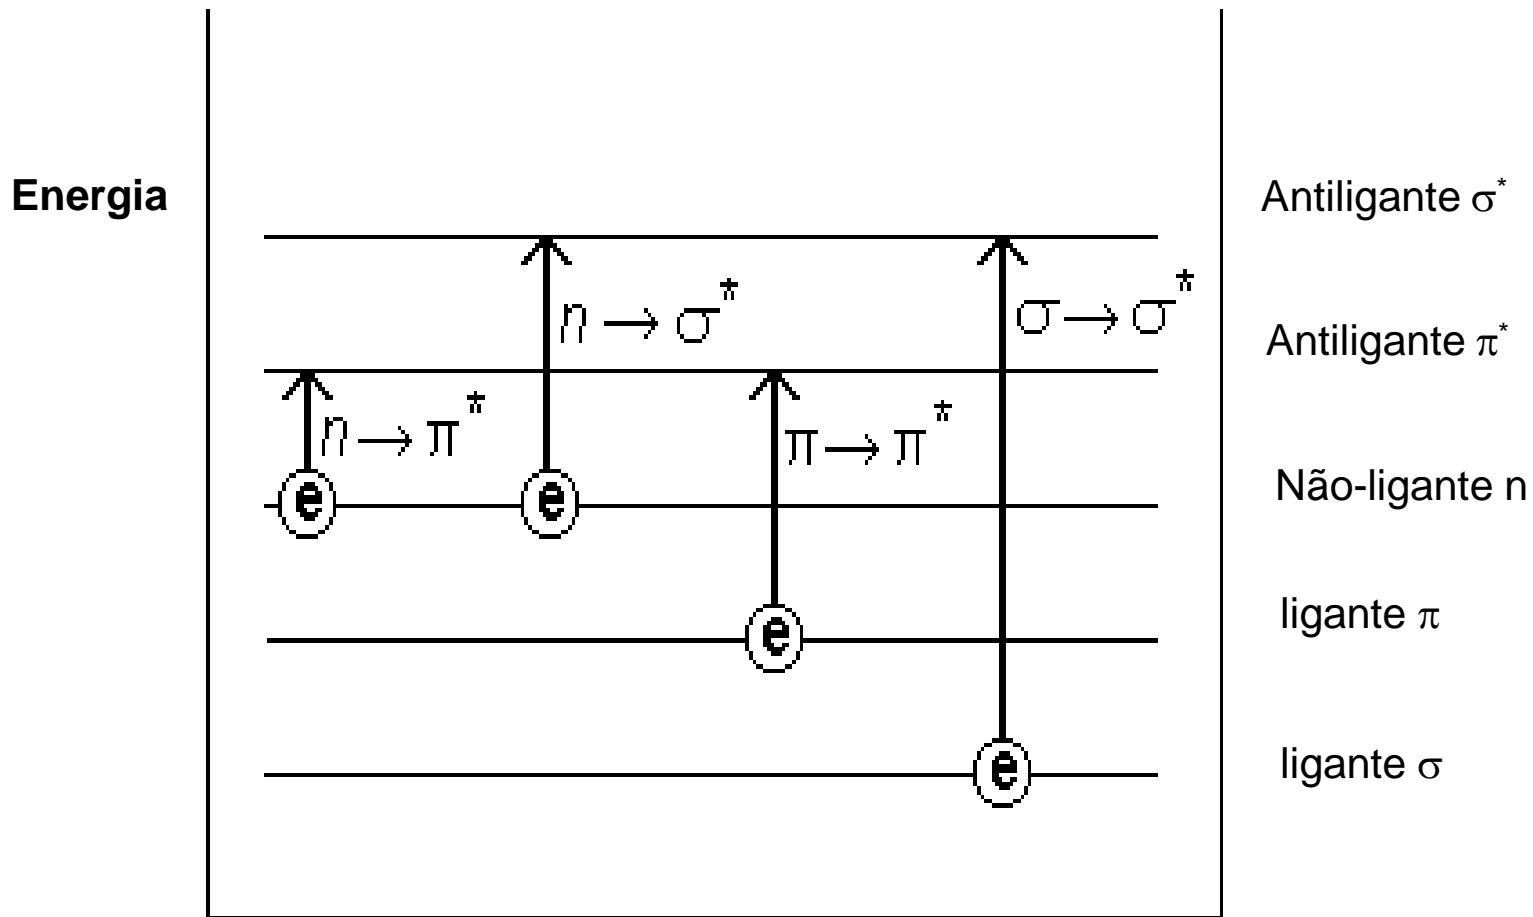 Energia
Antiligante σ*
n → σ*
σ → σ*
Antiligante π*
n → π*
π → π*
e
e
Não-ligante n
e
ligante π
e
ligante σ